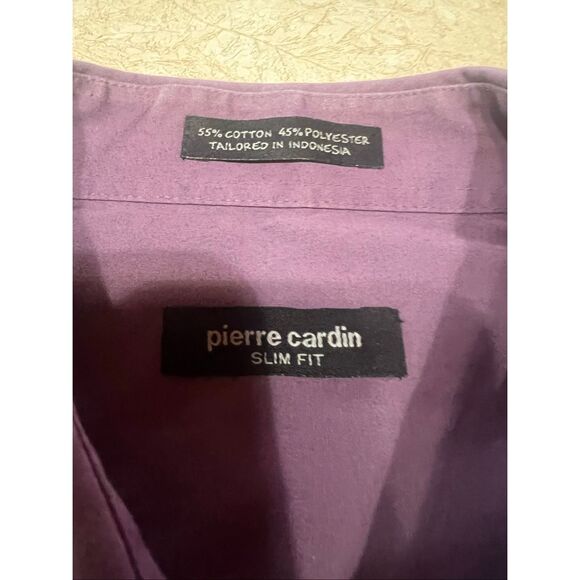 55% COTTON 45% POLYESTER
TAILORED IN INDONESIA
pierre cardin
SLIM FIT